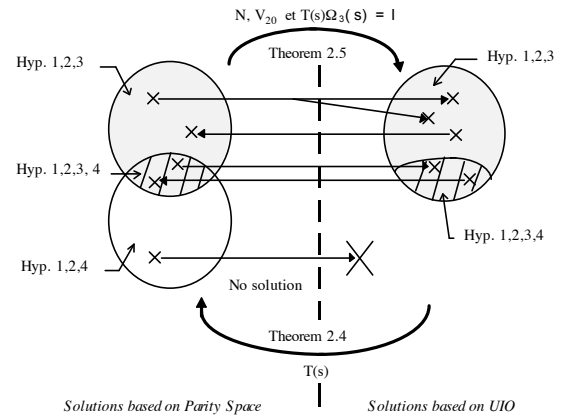 N, V20 et T(s)Ω3(s) = I
Theorem 2.5
Hyp. 1,2,3
Hyp. 1,2,3
Hyp. 1,2,3, 4
Hyp. 1,2,3,4
Hyp. 1,2,4
No solution
Theorem 2.4
T(s)
Solutions based on Parity Space
Solutions based on UIO